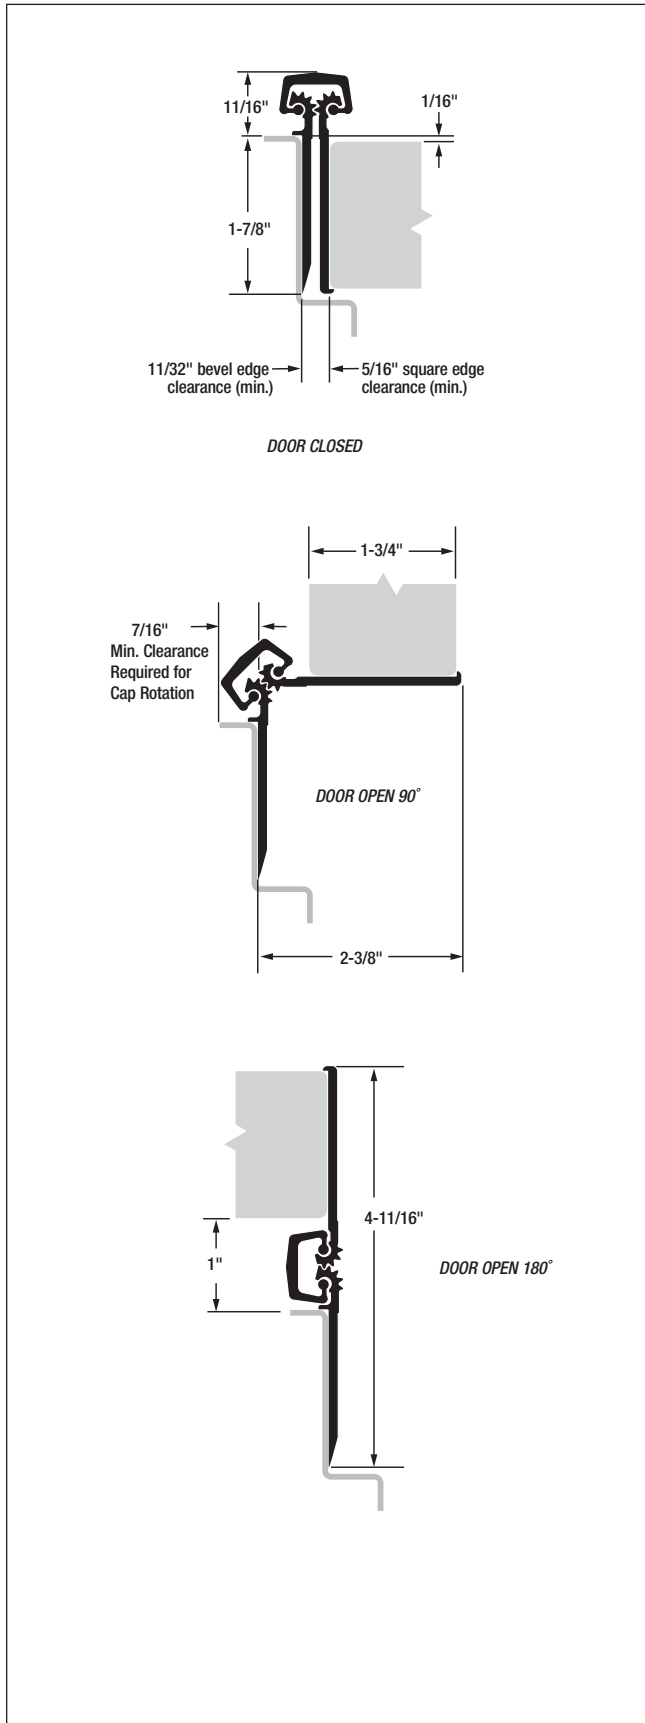 11/16"
1/16"
1-7/8"
11/32" bevel edge
clearance (min.)
5/16" square edge
clearance (min.)
DOOR CLOSED
1-3/4"
7/16"
Min. Clearance
Required for
Cap Rotation
DOOR OPEN 90°
2-3/8"
4-11/16"
1"
DOOR OPEN 180°